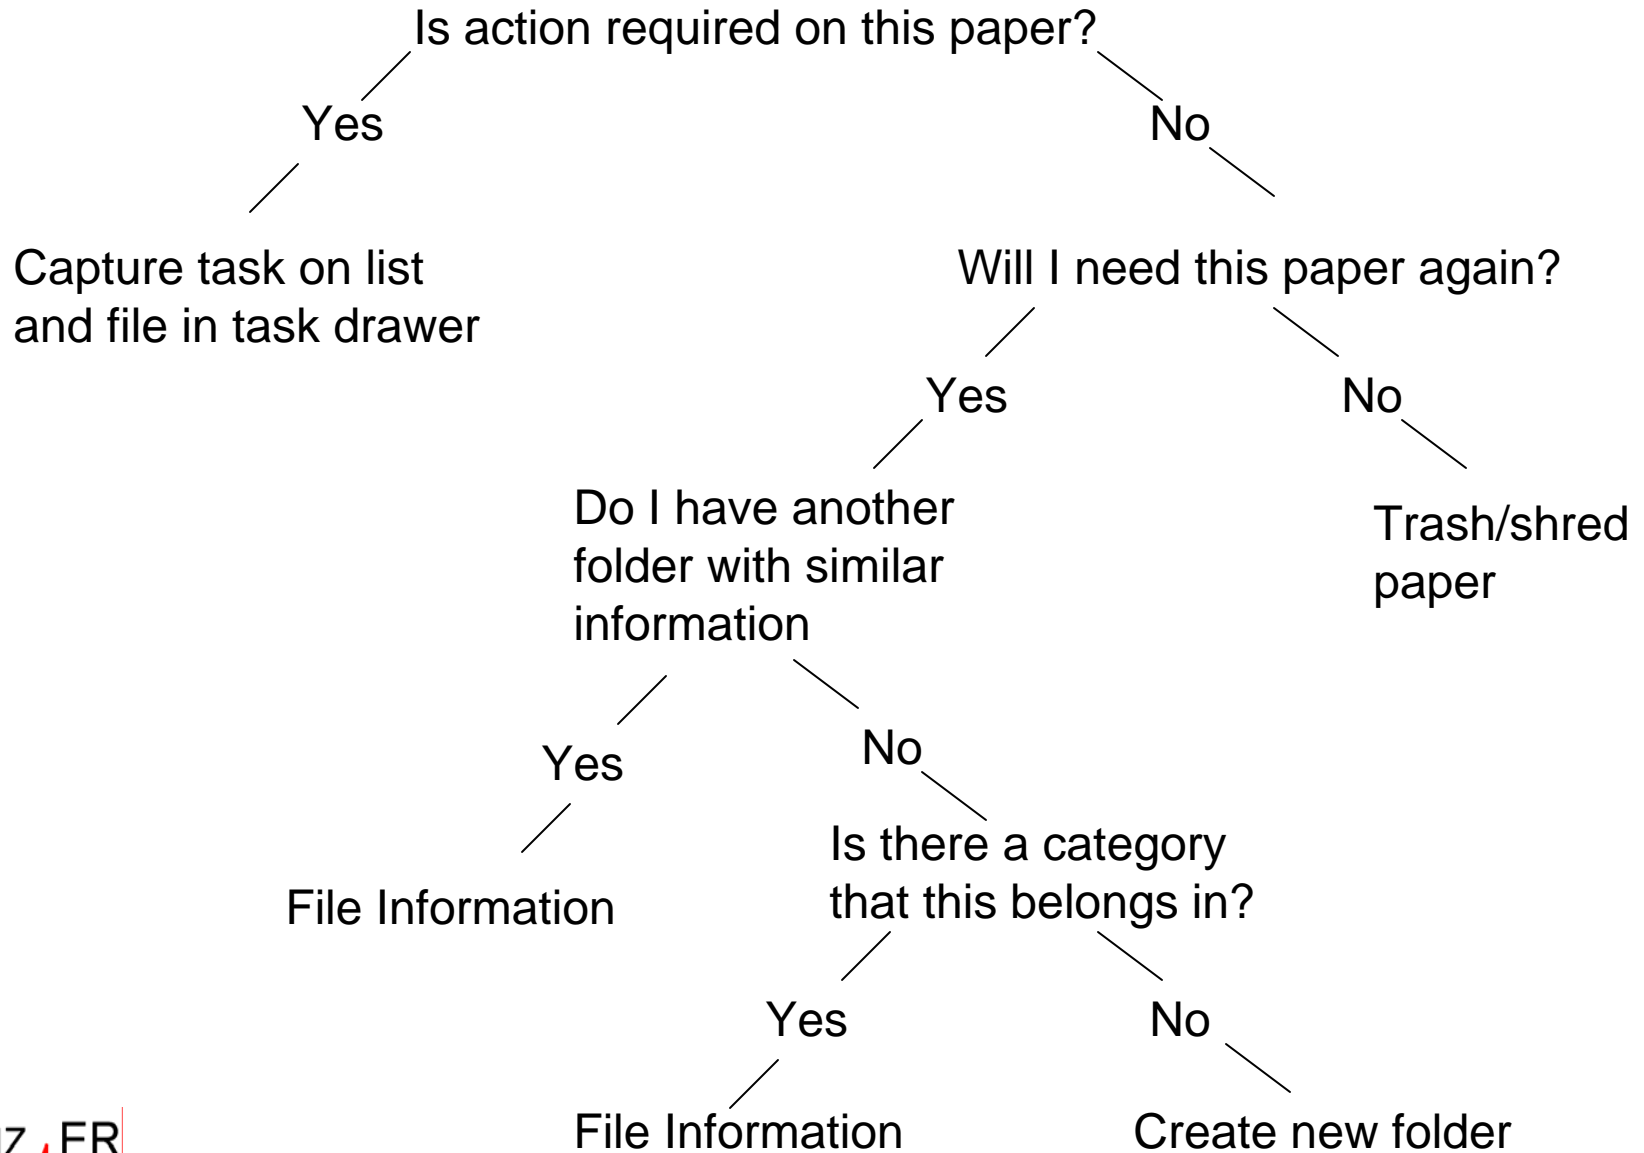 Is action required on this paper?
Yes
No
Capture task on list
and file in task drawer
Will I need this paper again?
Yes
No
Do I have another
folder with similar
information
Trash/shred
paper
Yes
No
File Information
Is there a category
that this belongs in?
Yes
No
File Information
Create new folder
FR